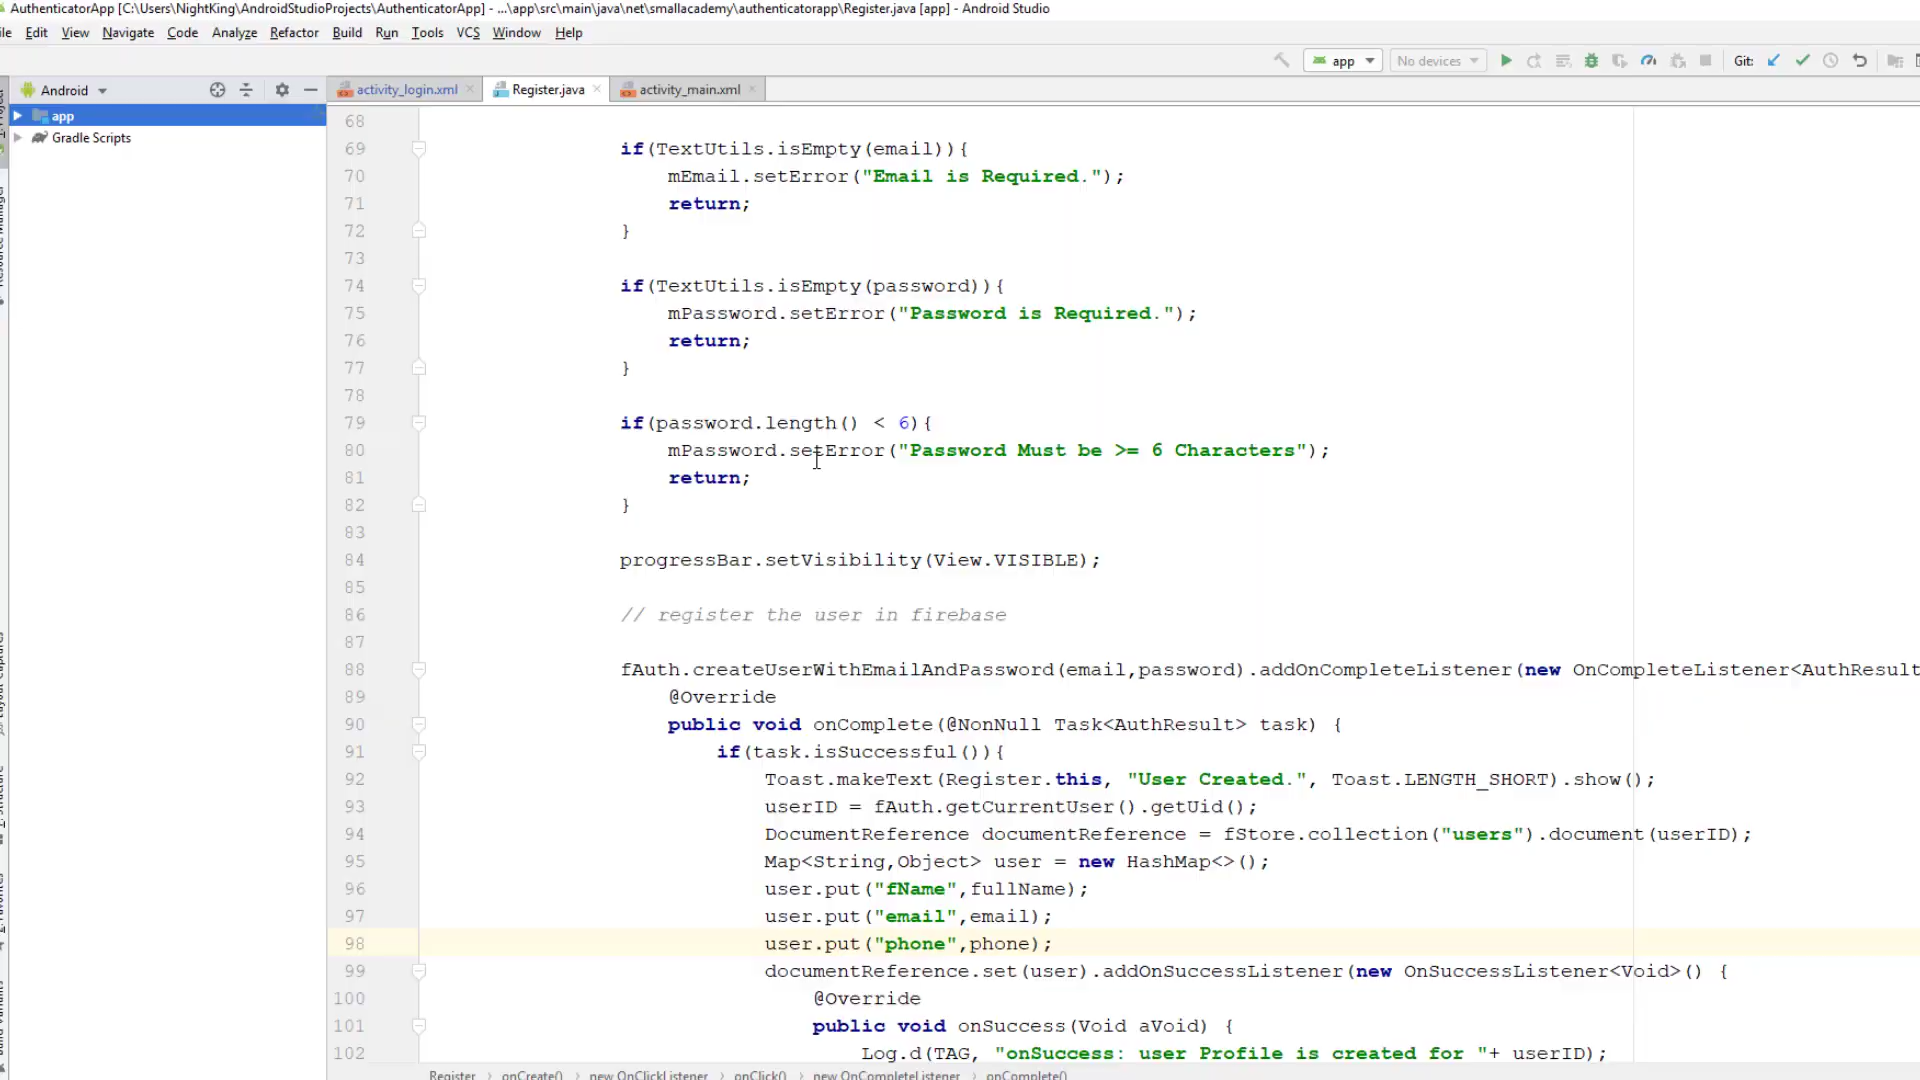 AuthenticatorApp [C:\Users\NightKing\AndroidStudioProjects\AuthenticatorApp] - ...\app\src\main\java\net\smallacademy\authenticatorapp\Register.java [app] - Android Studio
Edit View Navigate Code Analyze Refactor Build Run Tools VCS Window Help
app No devices Git:
Android
activity_login.xml Register.java activity_main.xml
app
Gradle Scripts
68
69 if(TextUtils.isEmpty(email)){
70 mEmail.setError("Email is Required.");
71 return;
72 }
73
74 if(TextUtils.isEmpty(password)){
75 mPassword.setError("Password is Required.");
76 return;
77 }
78
79 if(password.length() < 6){
80 mPassword.setError("Password Must be >= 6 Characters");
81 return;
82 }
83
84 progressBar.setVisibility(View.VISIBLE);
85
86 // register the user in firebase
87
88 fAuth.createUserWithEmailAndPassword(email,password).addOnCompleteListener(new OnCompleteListener<AuthResult
89 @Override
90 public void onComplete(@NonNull Task<AuthResult> task) {
91 if(task.isSuccessful()){
92 Toast.makeText(Register.this, "User Created.", Toast.LENGTH_SHORT).show();
93 userID = fAuth.getCurrentUser().getUid();
94 DocumentReference documentReference = fStore.collection("users").document(userID);
95 Map<String,Object> user = new HashMap<>();
96 user.put("fName",fullName);
97 user.put("email",email);
98 user.put("phone",phone);
99 documentReference.set(user).addOnSuccessListener(new OnSuccessListener<Void>() {
100 @Override
101 public void onSuccess(Void aVoid) {
102 Log.d(TAG, "onSuccess: user Profile is created for "+ userID);
Register onCreate() new OnClickListener onClick() new OnCompleteListener onComplete()